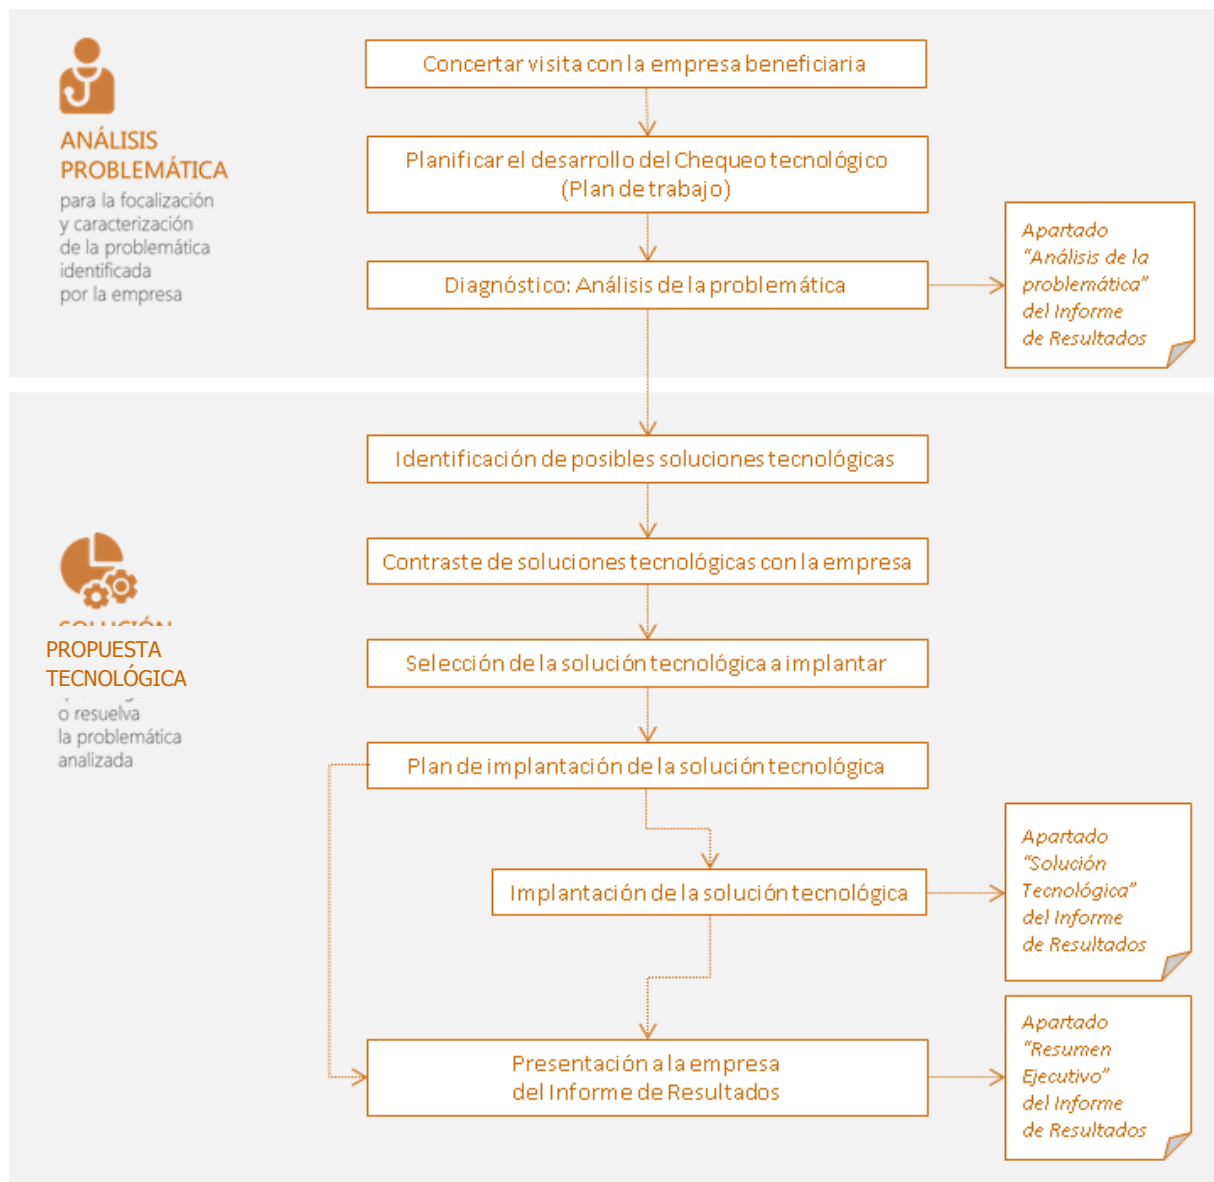 ANÁLISIS
PROBLEMÁTICA
para la focalización
y caracterización
de la problemática
identificada
por la empresa
Concertar visita con la empresa beneficiaria
Planificar el desarrollo del Chequeo tecnológico
(Plan de trabajo)
Diagnóstico: Análisis de la problemática
Apartado
“Análisis de la
problemática”
del Informe
de Resultados
SOLUCIÓN
PROPUESTA
TECNOLÓGICA
o resuelva
la problemática
analizada
Identificación de posibles soluciones tecnológicas
Contraste de soluciones tecnológicas con la empresa
Selección de la solución tecnológica a implantar
Plan de implantación de la solución tecnológica
Implantación de la solución tecnológica
Apartado
“Solución
Tecnológica”
del Informe
de Resultados
Presentación a la empresa
del Informe de Resultados
Apartado
“Resumen
Ejecutivo”
del Informe
de Resultados